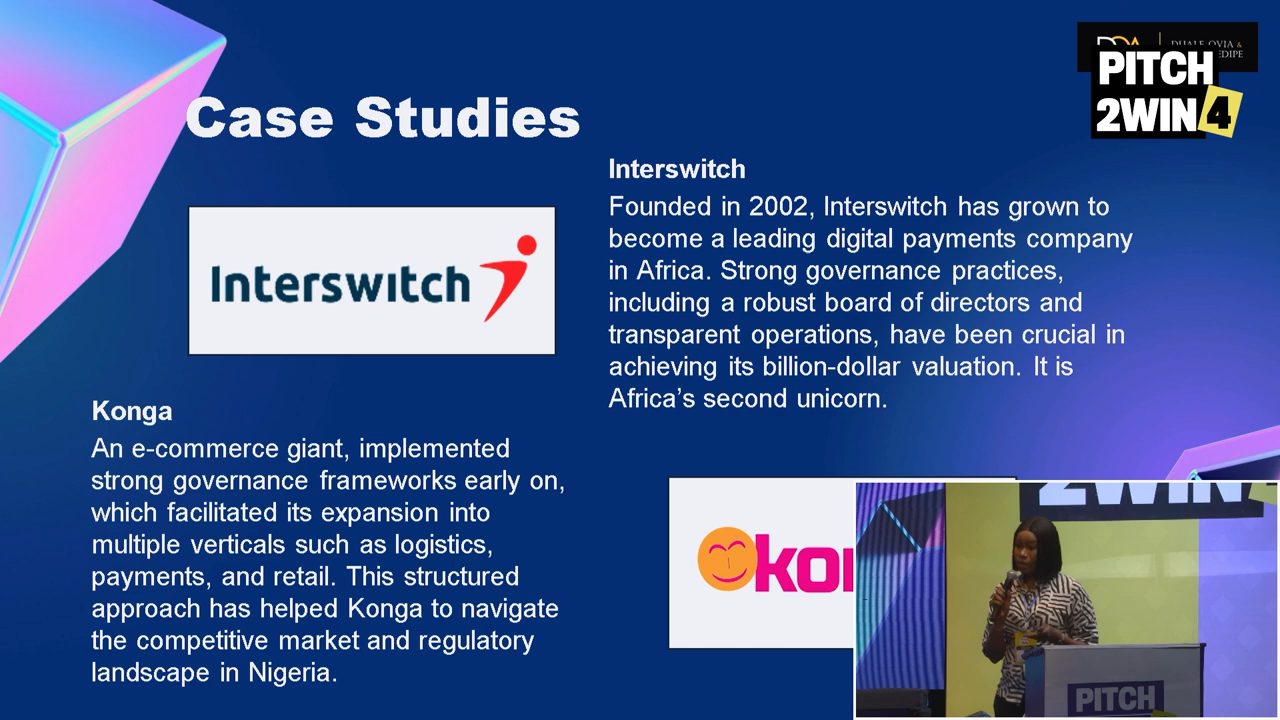 PITCH
2WIN4
Case Studies
Interswitch
Interswitch
Founded in 2002, Interswitch has grown to
become a leading digital payments company
in Africa. Strong governance practices,
including a robust board of directors and
transparent operations, have been crucial in
achieving its billion-dollar valuation. It is
Africa’s second unicorn.
Konga
An e-commerce giant, implemented
strong governance frameworks early on,
which facilitated its expansion into
multiple verticals such as logistics,
payments, and retail. This structured
approach has helped Konga to navigate
the competitive market and regulatory
landscape in Nigeria.
2WIN
PITCH